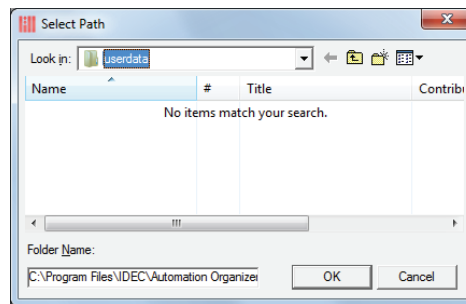 Select Path
Look in: userdata
Name # Title Contribu
No items match your search.
Folder Name:
C:\Program Files\IDEC\Automation Organizer OK Cancel